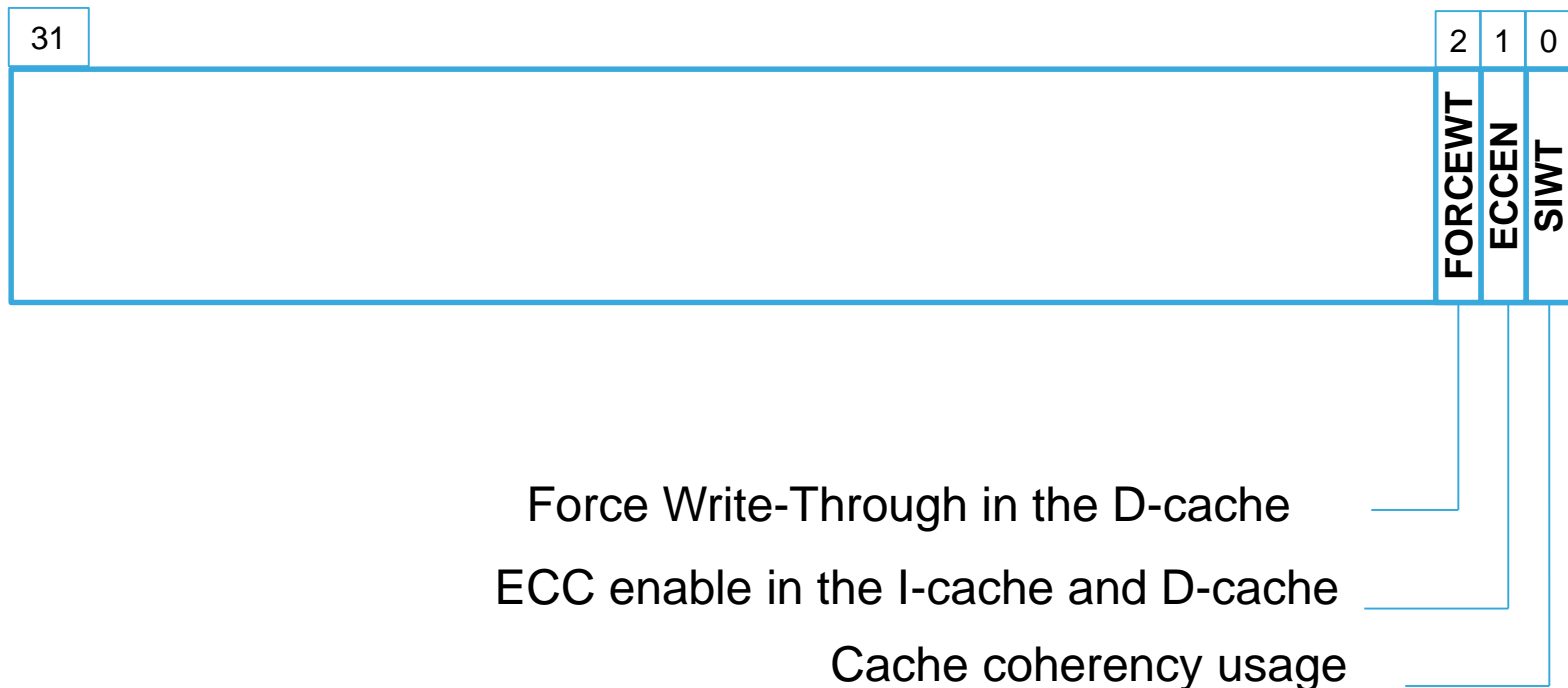 31
2 1 0
FORCEWT
ECCEN
SIWT
Force Write-Through in the D-cache
ECC enable in the I-cache and D-cache
Cache coherency usage